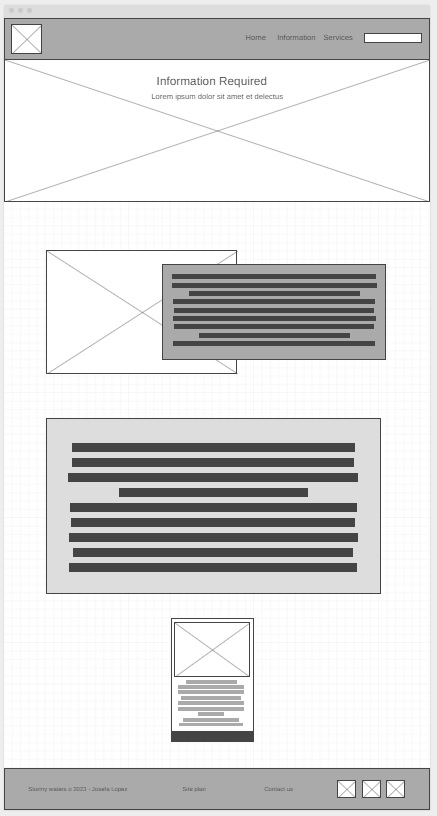 Home Information Services
Information Required
Lorem ipsum dolor sit amet et delectus
Stormy waters © 2023 - Joselu Lopez Site plan Contact us